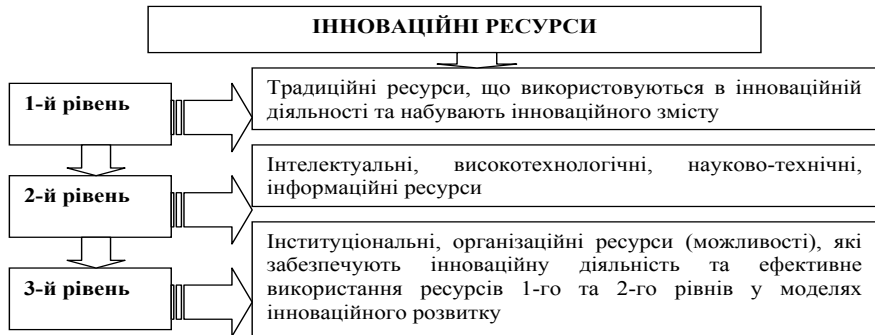 ІННОВАЦІЙНІ РЕСУРСИ
1-й рівень
Традиційні ресурси, що використовуються в інноваційній
діяльності та набувають інноваційного змісту
2-й рівень
Інтелектуальні, високотехнологічні, науково-технічні,
інформаційні ресурси
3-й рівень
Інституціональні, організаційні ресурси (можливості), які
забезпечують інноваційну діяльність та ефективне
використання ресурсів 1-го та 2-го рівнів у моделях
інноваційного розвитку